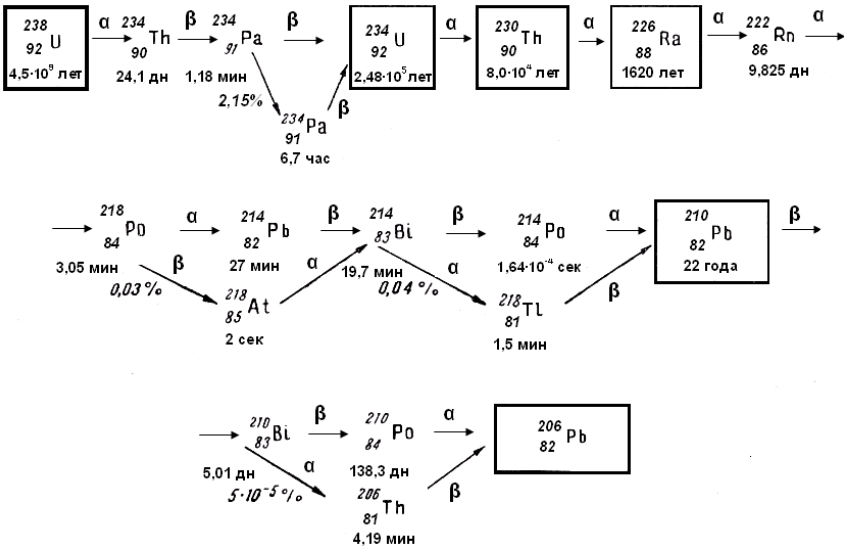 238 92 U α 234 90 Th β 234 91 Pa β 234 92 U α 230 90 Th α 226 88 Ra α 222 86 Rn α
4,5·10⁹ лет 24,1 дн 1,18 мин 2,48·10⁵лет 8,0·10⁴лет 1620 лет 9,825 дн
2,15% β
234 91 Pa
6,7 час
218 84 Po α 214 82 Pb β 214 83 Bi β 214 84 Po α 210 82 Pb β
3,05 мин β 27 мин α 19,7 мин α 1,64·10⁻⁴ сек β 22 года
0,03% 0,04%
218 85 At 218 81 Tl
2 сек 1,5 мин
210 83 Bi β 210 84 Po α 206 82 Pb
5,01 дн α 138,3 дн β
5·10⁻⁵%
206 81 Th
4,19 мин